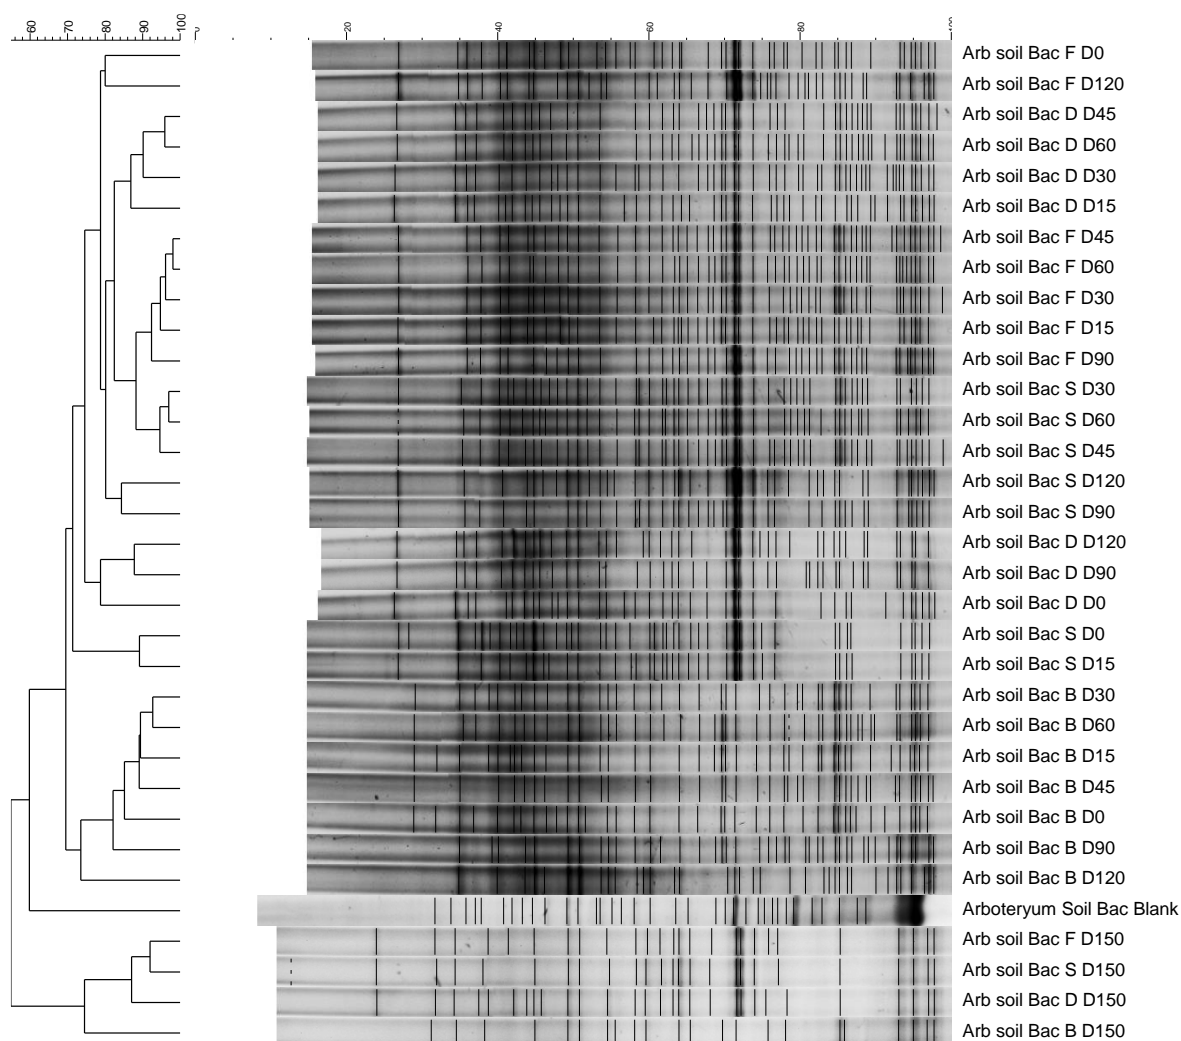 60 70 80 90 100 0 20 40 60 80 100
Arb soil Bac F D0
Arb soil Bac F D120
Arb soil Bac D D45
Arb soil Bac D D60
Arb soil Bac D D30
Arb soil Bac D D15
Arb soil Bac F D45
Arb soil Bac F D60
Arb soil Bac F D30
Arb soil Bac F D15
Arb soil Bac F D90
Arb soil Bac S D30
Arb soil Bac S D60
Arb soil Bac S D45
Arb soil Bac S D120
Arb soil Bac S D90
Arb soil Bac D D120
Arb soil Bac D D90
Arb soil Bac D D0
Arb soil Bac S D0
Arb soil Bac S D15
Arb soil Bac B D30
Arb soil Bac B D60
Arb soil Bac B D15
Arb soil Bac B D45
Arb soil Bac B D0
Arb soil Bac B D90
Arb soil Bac B D120
Arboteryum Soil Bac Blank
Arb soil Bac F D150
Arb soil Bac S D150
Arb soil Bac D D150
Arb soil Bac B D150